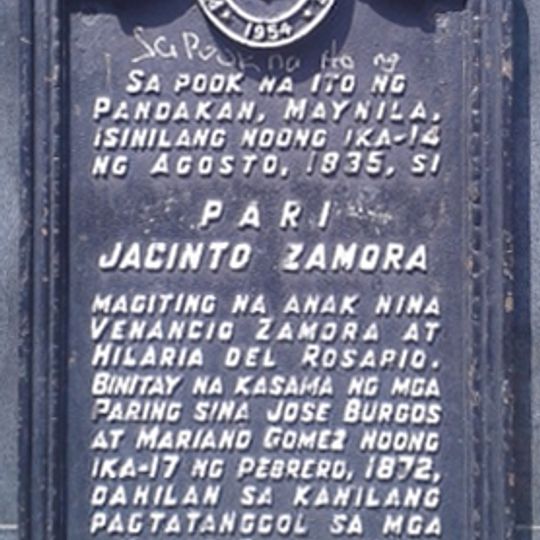 1954
Sa Pook na ito ng
SA POOK NA ITO NG
PANDAKAN, MAYNILA,
ISINILANG NOONG IKA-14
NG AGOSTO, 1835, SI
PARI
JACINTO ZAMORA
MAGITING NA ANAK NINA
VENANCIO ZAMORA AT
HILARIA DEL ROSARIO.
BINITAY NA KASAMA NG MGA
PARING SINA JOSE BURGOS
AT MARIANO GOMEZ NOONG
IKA-17 NG PEBRERO, 1872,
DAHILAN SA KANILANG
PAGTATANGGOL SA MGA